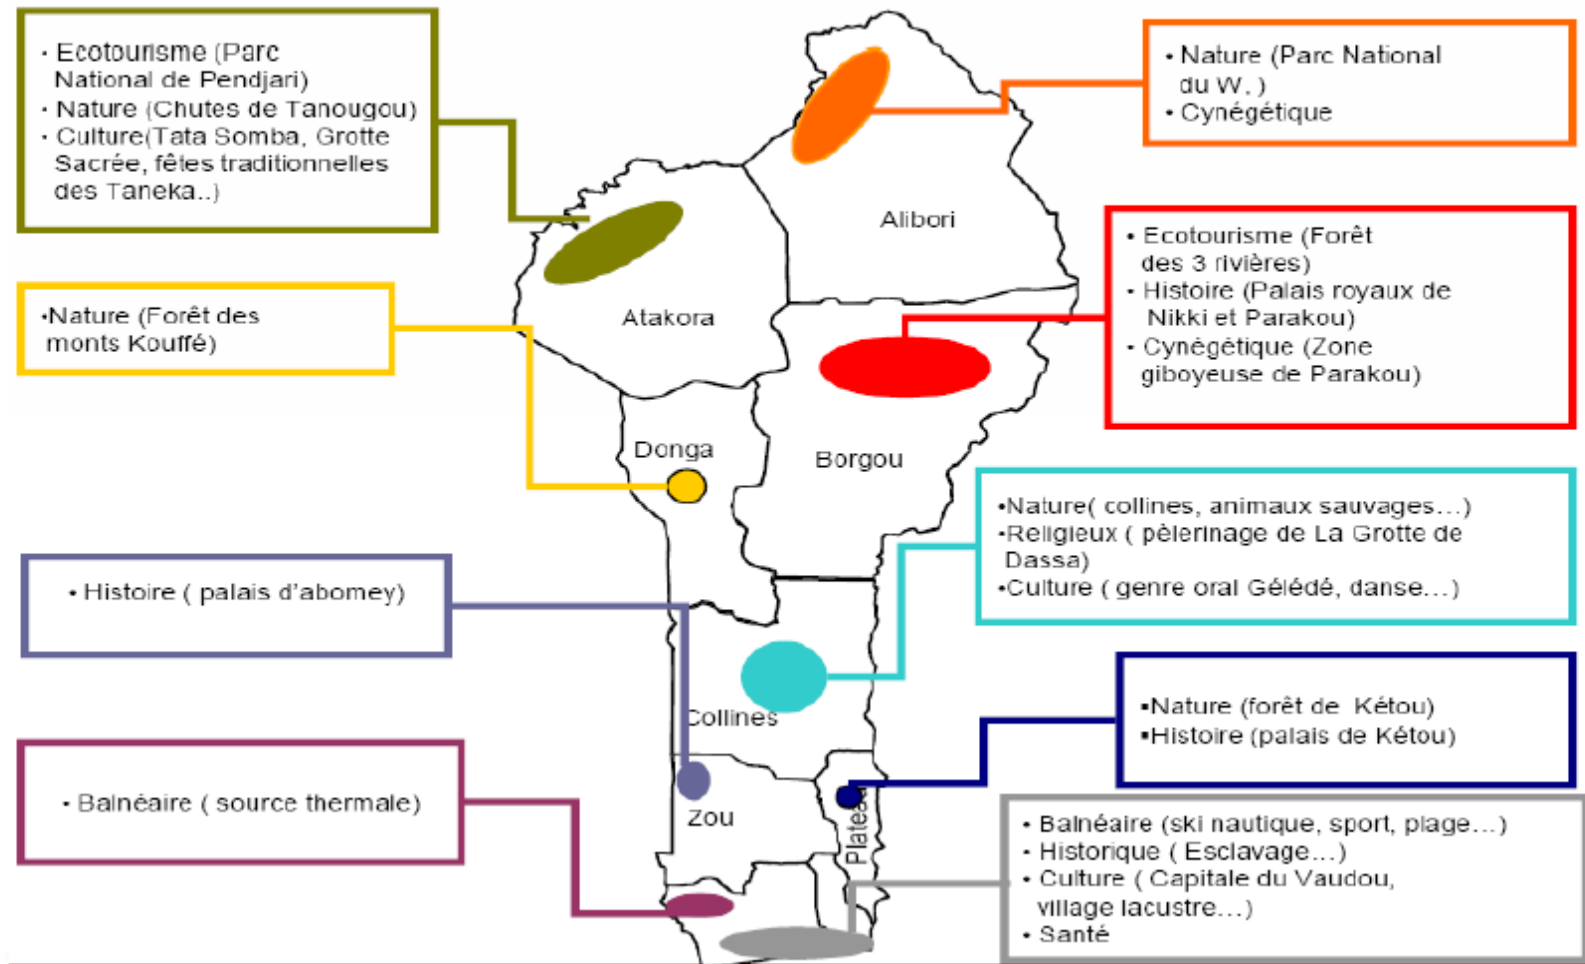 • Ecotourisme (Parc
National de Pendjari)
• Nature (Chutes de Tanougou)
• Culture(Tata Somba, Grotte
Sacrée, fêtes traditionnelles
des Taneka..)
• Nature (Parc National
du W, )
• Cynégétique
Alibori
• Ecotourisme (Forêt
des 3 rivières)
• Histoire (Palais royaux de
Nikki et Parakou)
• Cynégétique (Zone
giboyeuse de Parakou)
Atakora
•Nature (Forêt des
monts Kouffé)
Donga
Borgou
•Nature( collines, animaux sauvages...)
•Religieux ( pèlerinage de La Grotte de
Dassa)
•Culture ( genre oral Gélédé, danse...)
• Histoire ( palais d'abomey)
Collines
▪Nature (forêt de Kétou)
▪Histoire (palais de Kétou)
• Balnéaire ( source thermale)
Zou
Plateau
• Balnéaire (ski nautique, sport, plage...)
• Historique ( Esclavage...)
• Culture ( Capitale du Vaudou,
village lacustre...)
• Santé